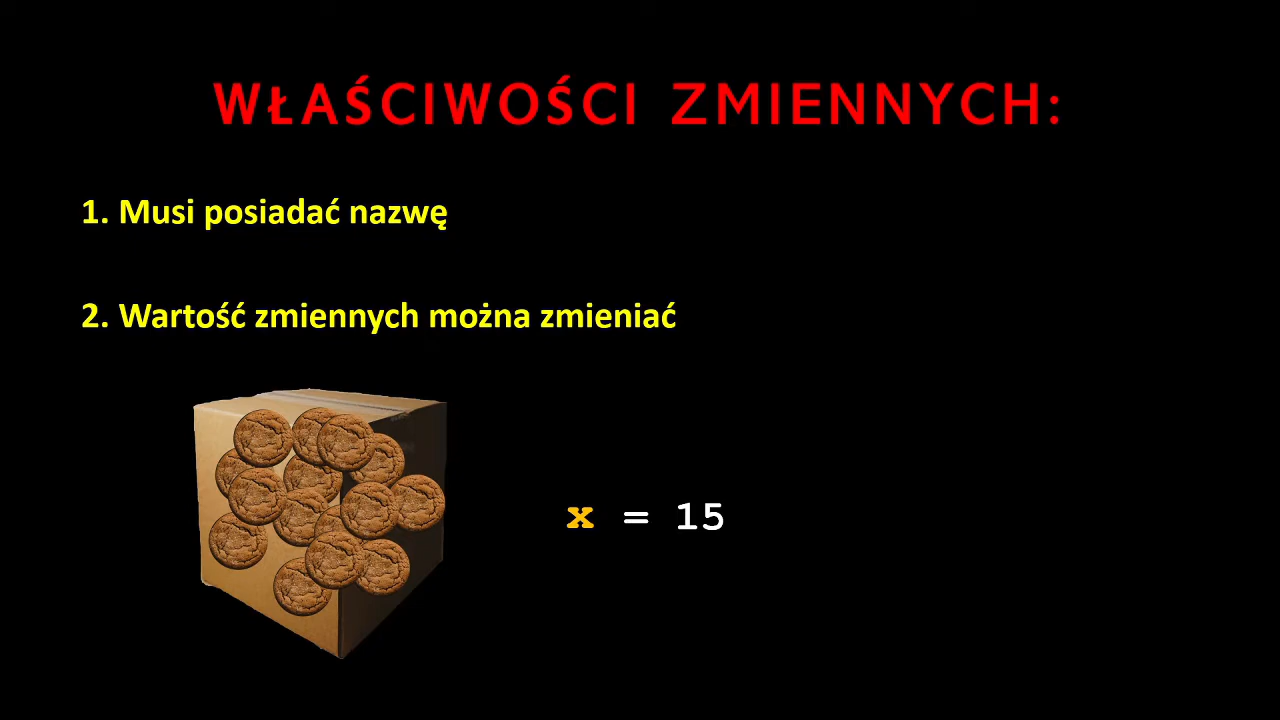 WŁAŚCIWOŚCI ZMIENNYCH:
1. Musi posiadać nazwę
2. Wartość zmiennych można zmieniać
x = 15